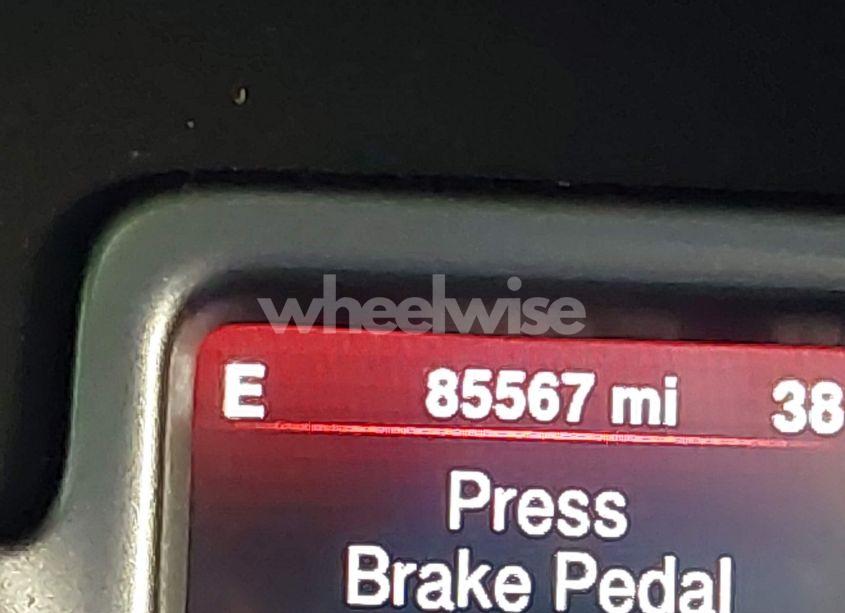 wheelwise
E 85567 mi 38
Press
Brake Pedal